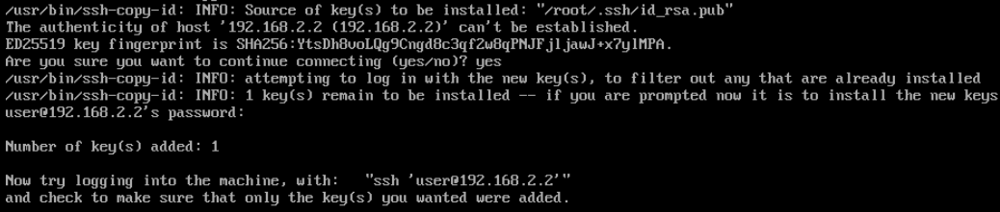 /usr/bin/ssh-copy-id: INFO: Source of key(s) to be installed: "/root/.ssh/id_rsa.pub"
The authenticity of host '192.168.2.2 (192.168.2.2)' can't be established.
ED25519 key fingerprint is SHA256:YtsDh8voLQg9Cngd8c3qf2w8qPNJFjljawJ+x7ylMPA.
Are you sure you want to continue connecting (yes/no)? yes
/usr/bin/ssh-copy-id: INFO: attempting to log in with the new key(s), to filter out any that are already installed
/usr/bin/ssh-copy-id: INFO: 1 key(s) remain to be installed -- if you are prompted now it is to install the new keys
user@192.168.2.2's password:
Number of key(s) added: 1
Now try logging into the machine, with:   "ssh 'user@192.168.2.2'"
and check to make sure that only the key(s) you wanted were added.